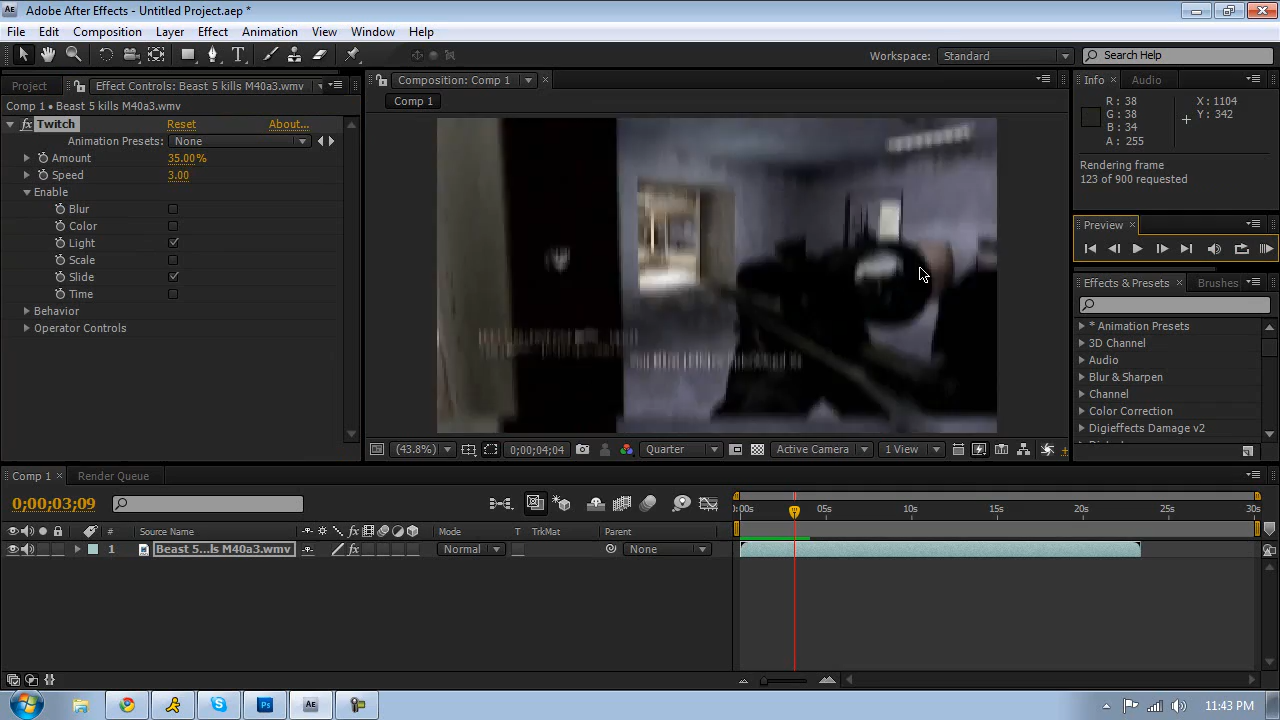 Adobe After Effects - Untitled Project.aep *
File Edit Composition Layer Effect Animation View Window Help
Workspace: Standard Search Help
Project Effect Controls: Beast 5 kills M40a3.wmv Composition: Comp 1 Info Audio
Comp 1 • Beast 5 kills M40a3.wmv Comp 1
R: 38 X: 1104
G: 38 Y: 342
B: 34
A: 255
Twitch Reset About...
Animation Presets: None
Amount 35.00%
Speed 3.00
Enable
Blur
Color
Light
Scale
Slide
Time
Behavior
Operator Controls
Rendering frame
123 of 900 requested
Preview
Effects & Presets Brushes
* Animation Presets
3D Channel
Audio
Blur & Sharpen
Channel
Color Correction
Digieffects Damage v2
(43.8%) 0;00;04;04 Quarter Active Camera 1 View
Comp 1 Render Queue
0;00;03;09
Source Name Mode T TrkMat Parent
1 Beast 5...ls M40a3.wmv Normal None
):00s 05s 10s 15s 20s 25s 30s
11:43 PM